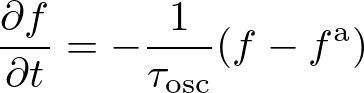 ∂f/∂t = −1/τ_osc (f − f^a)